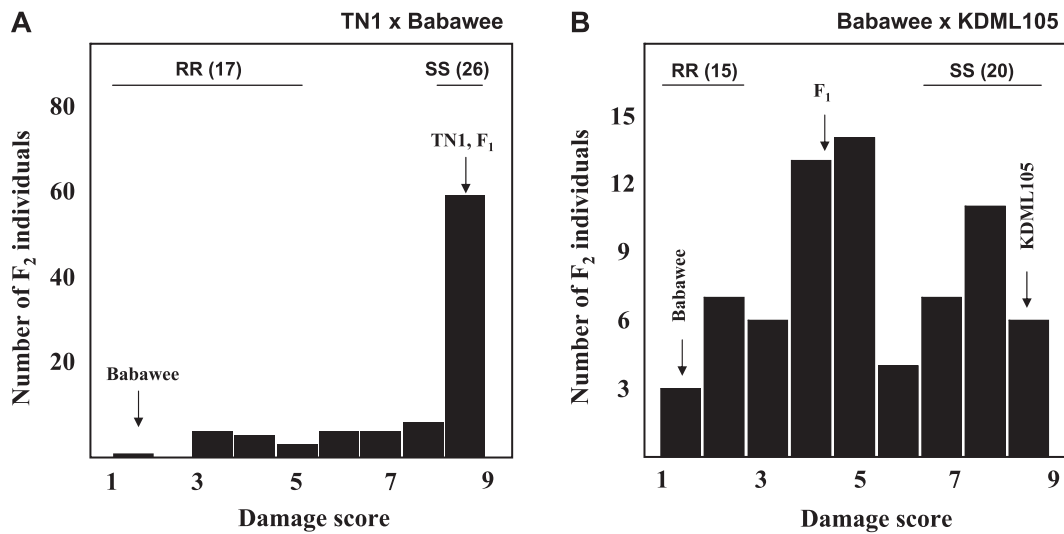 A
TN1 x Babawee
RR (17)
SS (26)
80
60
40
20
TN1, F₁
Babawee
Number of F₂ individuals
1
3
5
7
9
Damage score
B
Babawee x KDML105
RR (15)
SS (20)
F₁
15
12
9
6
3
Babawee
KDML105
Number of F₂ individuals
1
3
5
7
9
Damage score